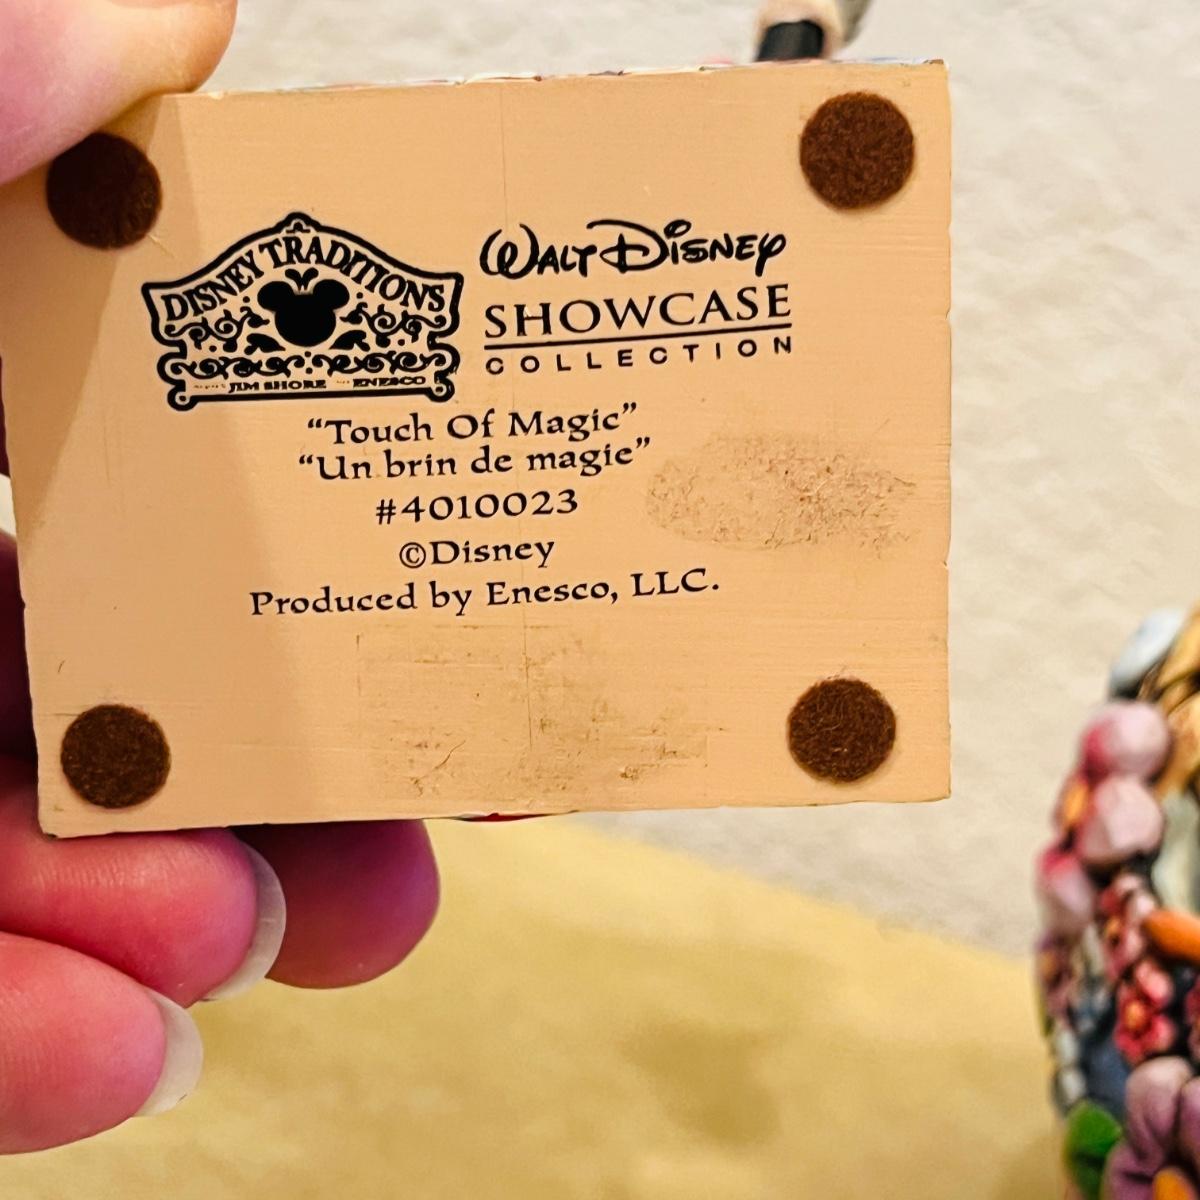 DISNEY TRADITIONS
JIM SHORE ENESCO
WALT DISNEY
SHOWCASE
COLLECTION
“Touch Of Magic”
“Un brin de magie”
#4010023
©Disney
Produced by Enesco, LLC.